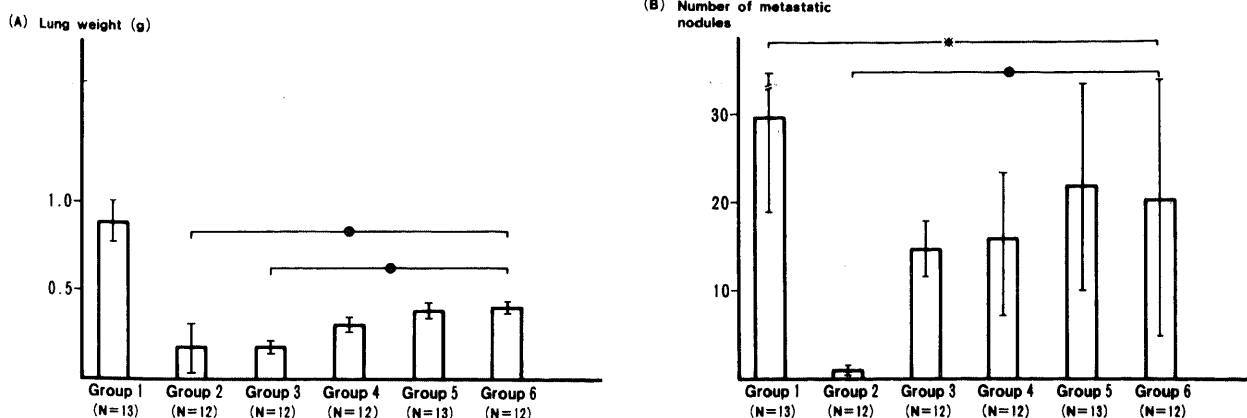 (A) Lung weight (g)
1.0
0.5
Group 1 Group 2 Group 3 Group 4 Group 5 Group 6
(N=13) (N=12) (N=12) (N=12) (N=13) (N=12)
(B) Number of metastatic
nodules
30
20
10
Group 1 Group 2 Group 3 Group 4 Group 5 Group 6
(N=13) (N=12) (N=12) (N=12) (N=13) (N=12)